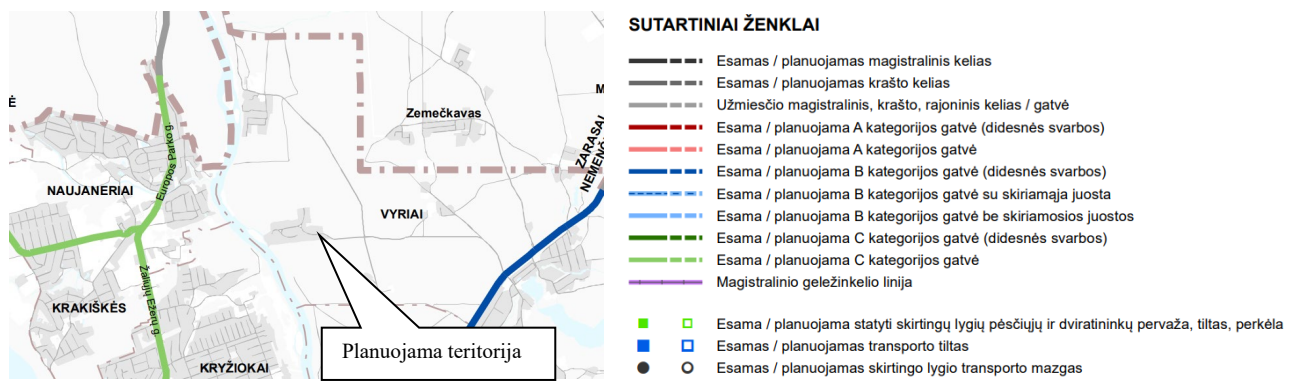 Ė
Zemečkavas
M
ZARASAI
NEMENČ
Europos Parko g.
NAUJANERIAI
VYRIAI
Žaliųjų Ežerų g.
KRAKIŠKĖS
Planuojama teritorija
KRYŽIOKAI
SUTARTINIAI ŽENKLAI
Esamas / planuojamas magistralinis kelias
Esamas / planuojamas krašto kelias
Užmiesčio magistralinis, krašto, rajoninis kelias / gatvė
Esama / planuojama A kategorijos gatvė (didesnės svarbos)
Esama / planuojama A kategorijos gatvė
Esama / planuojama B kategorijos gatvė (didesnės svarbos)
Esama / planuojama B kategorijos gatvė su skiriamąja juosta
Esama / planuojama B kategorijos gatvė be skiriamosios juostos
Esama / planuojama C kategorijos gatvė (didesnės svarbos)
Esama / planuojama C kategorijos gatvė
Magistralinio geležinkelio linija
Esama / planuojama statyti skirtingų lygių pėsčiųjų ir dviratininkų pervaža, tiltas, perkėla
Esamas / planuojamas transporto tiltas
Esamas / planuojamas skirtingo lygio transporto mazgas